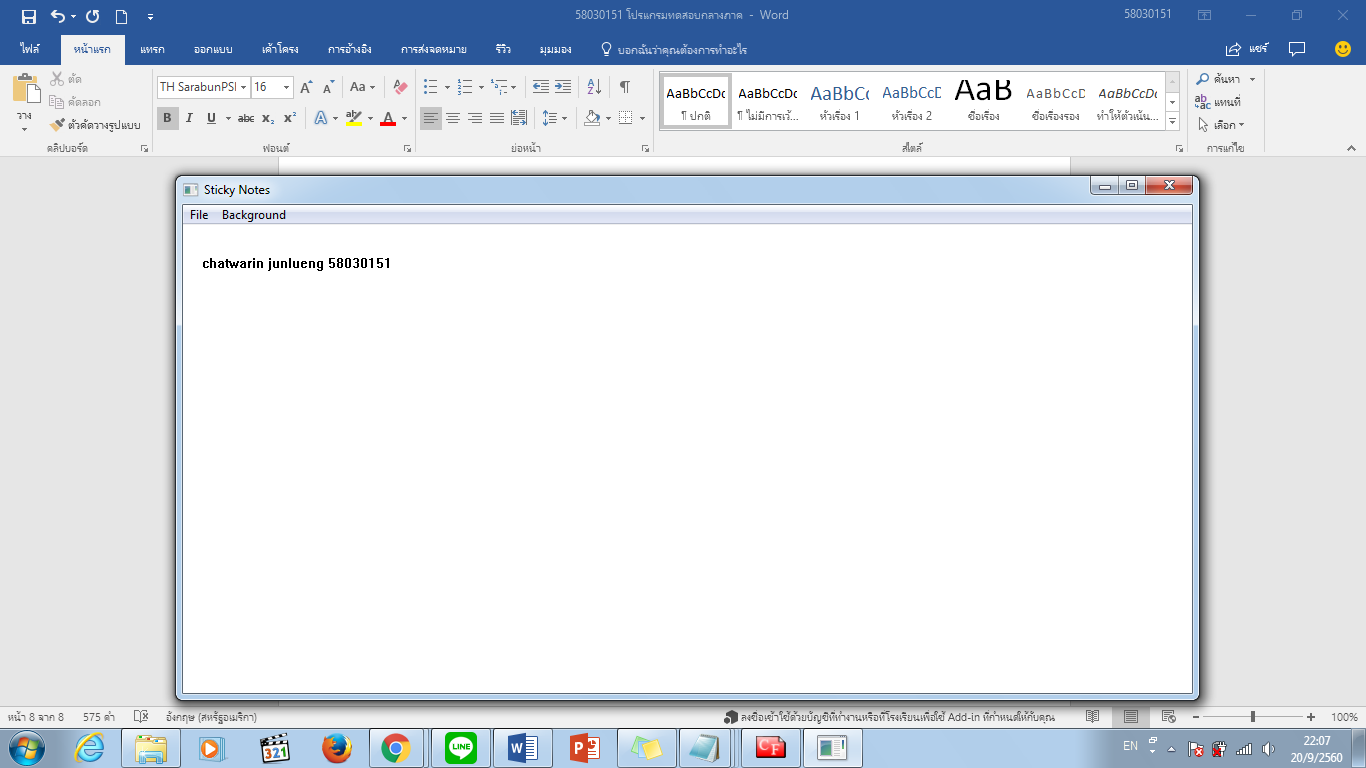 58030151 โปรแกรมทดสอบกลางภาค - Word
58030151
ไฟล์ หน้าแรก แทรก ออกแบบ เค้าโครง การอ้างอิง การส่งจดหมาย รีวิว มุมมอง บอกฉันว่าคุณต้องการทำอะไร แชร์
วาง
ตัด
คัดลอก
ตัวคัดวางรูปแบบ
คลิปบอร์ด
TH SarabunPSI 16 Aa
B I U abc x₂ x² A ab A
ฟอนต์
ย่อหน้า
AaBbCcDc AaBbCcDc AaBbCc AaBbCcD AaB AaBbCcD AaBbCcDc
¶ ปกติ ¶ ไม่มีการเว้... หัวเรื่อง 1 หัวเรื่อง 2 ชื่อเรื่อง ชื่อเรื่องรอง ทำให้ตัวเน้น...
สไตล์
ค้นหา
แทนที่
เลือก
การแก้ไข
Sticky Notes
File Background
chatwarin junlueng 58030151
หน้า 8 จาก 8 575 คำ อังกฤษ (สหรัฐอเมริกา) ลงชื่อเข้าใช้ด้วยบัญชีที่ทำงานหรือที่โรงเรียนเพื่อใช้ Add-in ที่กำหนดให้กับคุณ 100%
321
LINE
CF
EN
22:07
20/9/2560